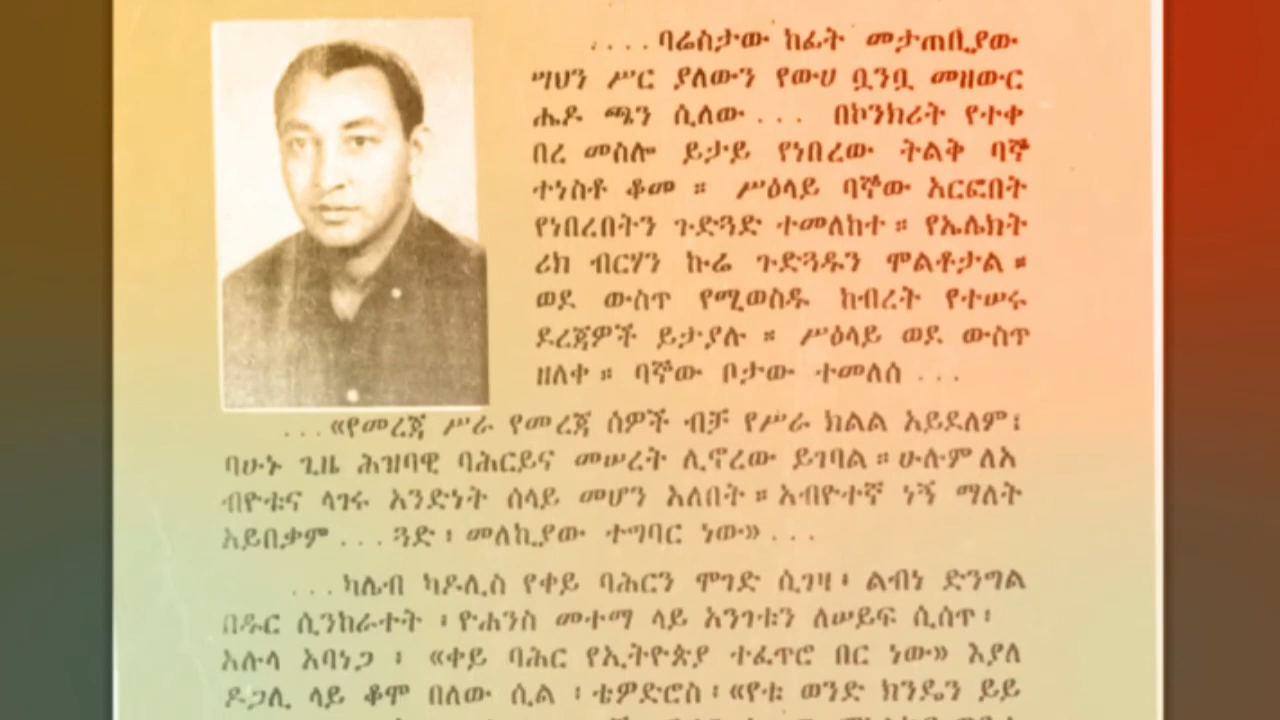 ....ባሬስታው ከፊት መታጠቢያው
ሣህን ሥር ያለውን የውሀ ቧንቧ መዘውር
ሔዶ ጫን ሲለው ... በኮንክሪት የተቀ
በረ መስሎ ይታይ የነበረው ትልቅ ባኞ
ተነስቶ ቆመ ። ሥዕላይ ባኞው አርፎበት
የነበረበትን ጉድጓድ ተመለከተ ። የኤሌክት
ሪክ ብርሃን ኩሬ ጉድጓዱን ሞልቶታል ።
ወደ ውስጥ የሚወስዱ ከብረት የተሠሩ
ደረጃዎች ይታያሉ ። ሥዕላይ ወደ ውስጥ
ዘለቀ ። ባኞው ቦታው ተመለሰ ...
...«የመረጃ ሥራ የመረጃ ሰዎች ብቻ የሥራ ክልል አይደለም፤
ባሁኑ ጊዜ ሕዝባዊ ባሕርይና መሠረት ሊኖረው ይገባል ። ሁሉም ለአ
ብዮቱና ላገሩ አንድነት ሰላይ መሆን አለበት ። አብዮተኛ ነኝ ማለት
አይበቃም ... ጓድ ፡ መለኪያው ተግባር ነው» ...
...ካሌብ ካዶሊስ የቀይ ባሕርን ሞገድ ሲገዛ ፡ ልብነ ድንግል
በዱር ሲንከራተት ፡ ዮሐንስ መተማ ላይ አንገቱን ለሠይፍ ሲሰጥ ፡
አሉላ አባነጋ ፡ «ቀይ ባሕር የኢትዮጵያ ተፈጥሮ በር ነው» እያለ
ዶጋሊ ላይ ቆሞ በለው ሲል ፡ ቴዎድሮስ ፡ «የቱ ወንድ ክንዴን ይይ